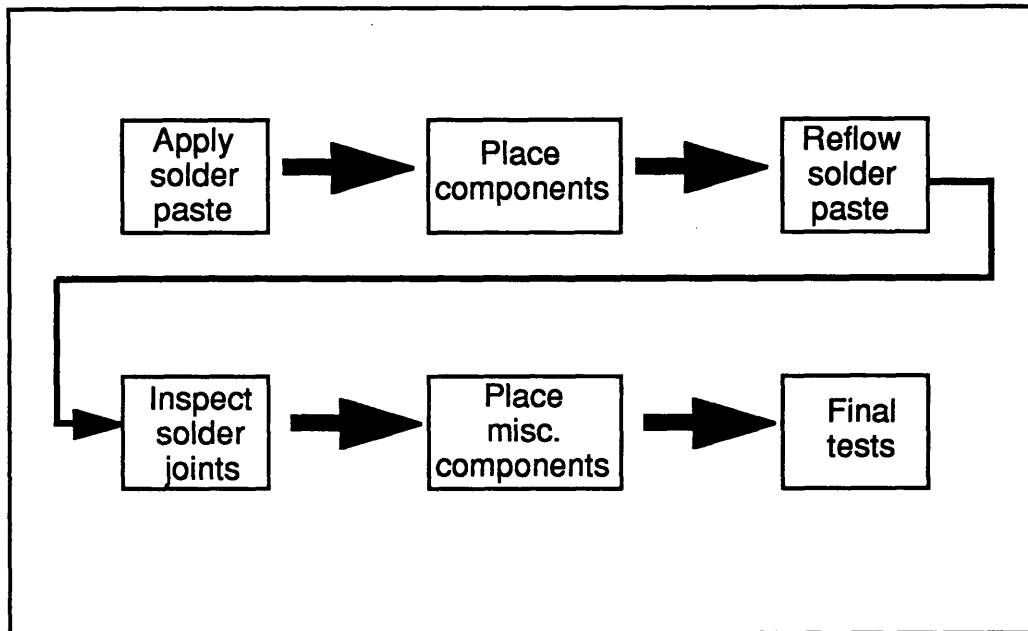 Apply
solder
paste
Place
components
Reflow
solder
paste
Inspect
solder
joints
Place
misc.
components
Final
tests